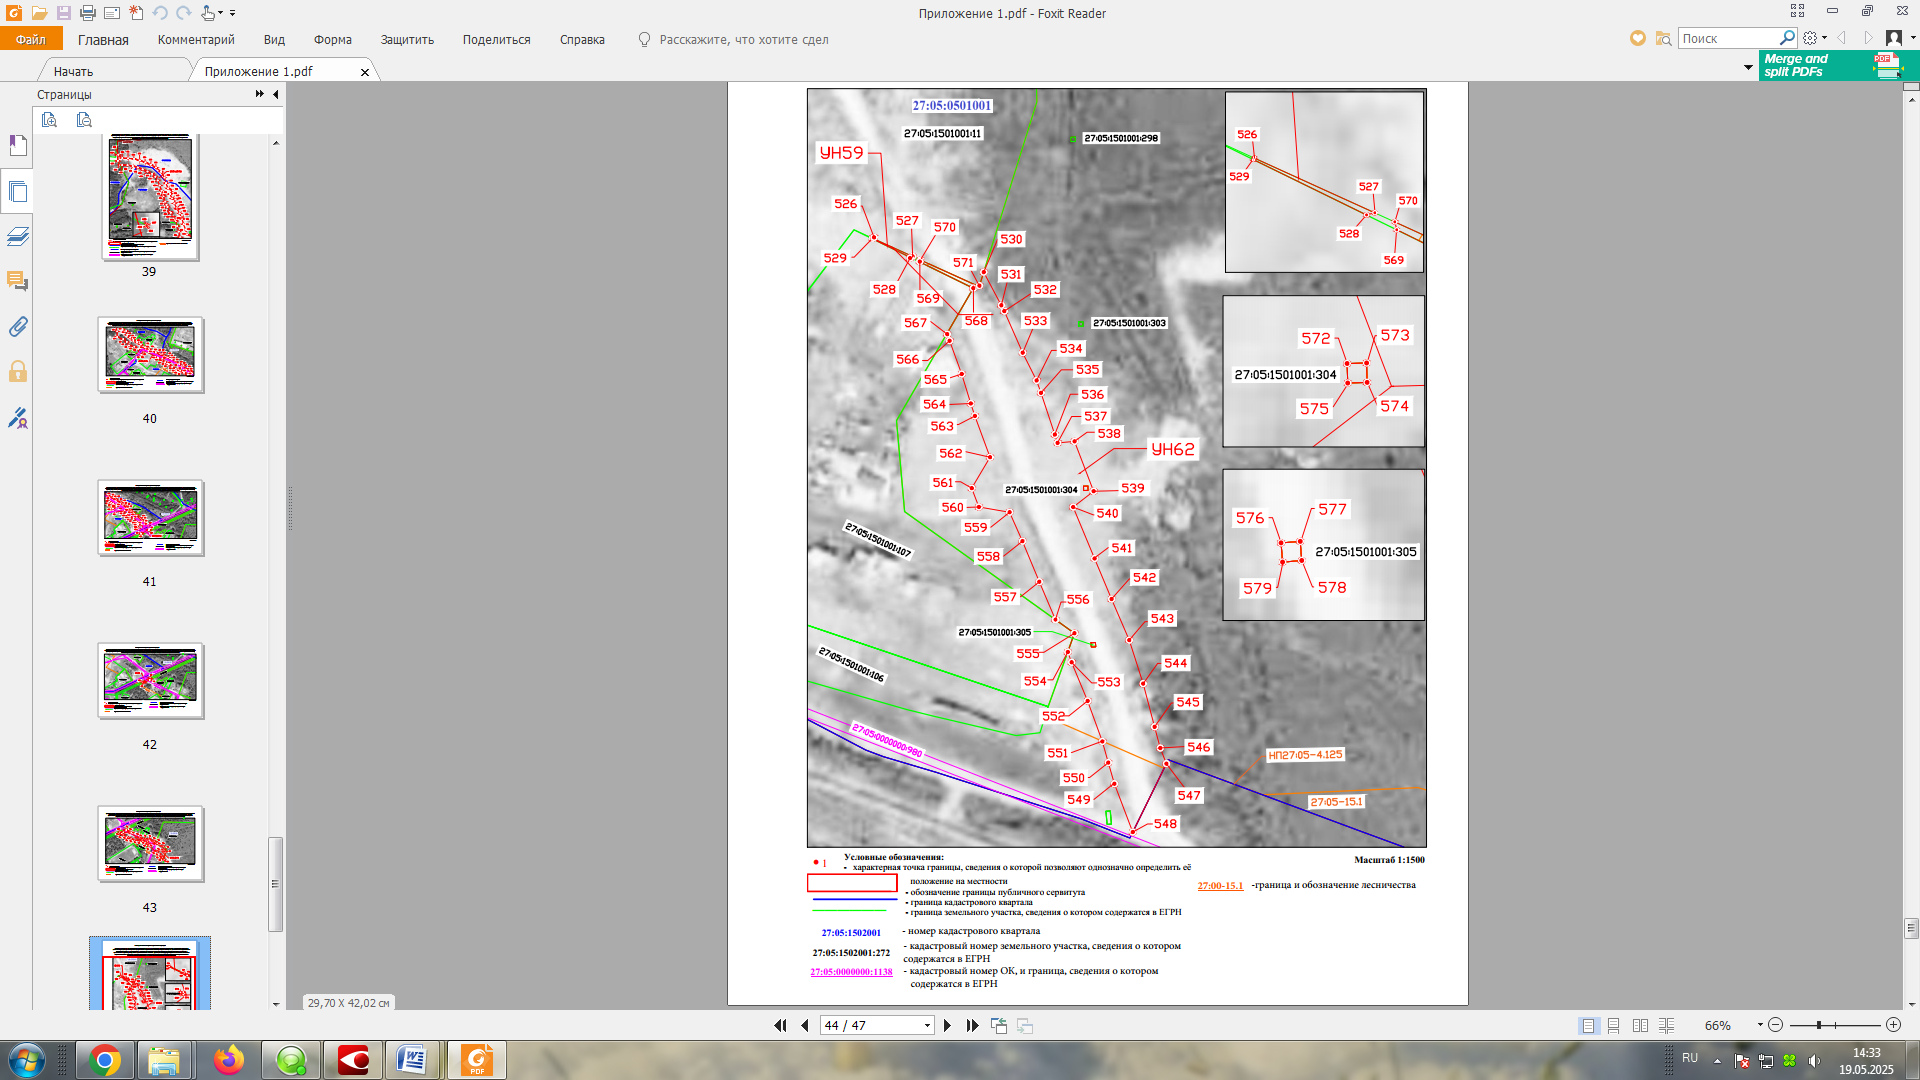 Приложение 1.pdf - Foxit Reader
Файл
Главная
Комментарий
Вид
Форма
Защитить
Поделиться
Справка
Расскажите, что хотите сделать
Поиск
Начать
Приложение 1.pdf
Merge and
split PDFs
Страницы
39
40
41
42
43
27:05:0501001
27:05:1501001:11
27:05:1501001:298
УН59
526
527
570
529
528
569
571
530
531
532
568
533
567
566
534
535
565
564
536
563
537
538
562
УН62
561
27:05:1501001:304
539
560
540
559
558
541
542
557
556
543
27:05:1501001:305
555
544
554
553
545
552
551
546
550
549
547
548
27:05:1501001:303
27:05:1501001:107
27:05:1501001:106
27:05:0000000:980
НП27:05-4.125
27:05-15.1
526
529
527
570
528
569
572
573
27:05:1501001:304
575
574
576
577
27:05:1501001:305
579
578
Условные обозначения:
1
- характерная точка границы, сведения о которой позволяют однозначно определить её
положение на местности
- обозначение границы публичного сервитута
- граница кадастрового квартала
- граница земельного участка, сведения о котором содержатся в ЕГРН
27:05:1502001 - номер кадастрового квартала
27:05:1502001:272 - кадастровый номер земельного участка, сведения о котором
содержатся в ЕГРН
27:05:0000000:1138 - кадастровый номер ОК, и граница, сведения о котором
содержатся в ЕГРН
Масштаб 1:1500
27:00-15.1 -граница и обозначение лесничества
29,70 X 42,02 см
44 / 47
66%
RU
14:33
19.05.2025